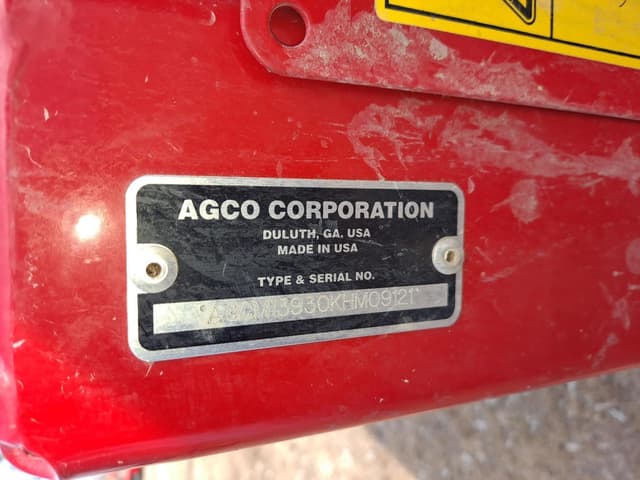 AGCO CORPORATION
DULUTH, GA. USA
MADE IN USA
TYPE & SERIAL NO.